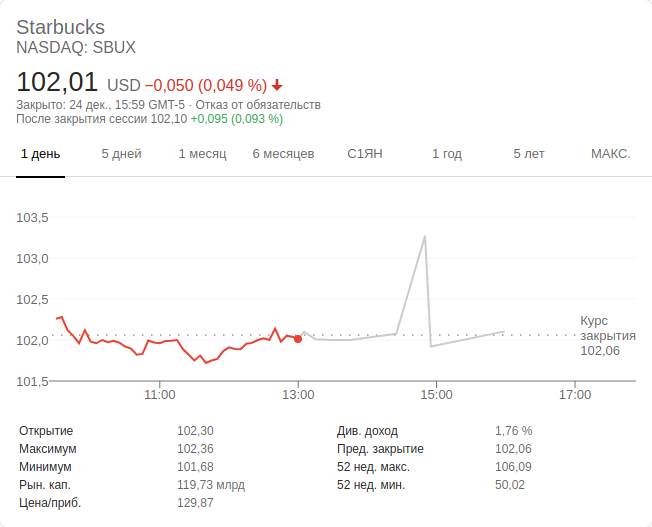 Starbucks
NASDAQ: SBUX
102,01 USD −0,050 (0,049 %)
Закрыто: 24 дек., 15:59 GMT-5 · Отказ от обязательств
После закрытия сессии 102,10 +0,095 (0,093 %)
1 день 5 дней 1 месяц 6 месяцев С1ЯН 1 год 5 лет МАКС.
103,5
103,0
102,5
Курс
закрытия
102,06
102,0
101,5
11:00 13:00 15:00 17:00
Открытие 102,30 Див. доход 1,76 %
Максимум 102,36 Пред. закрытие 102,06
Минимум 101,68 52 нед. макс. 106,09
Рын. кап. 119,73 млрд 52 нед. мин. 50,02
Цена/приб. 129,87